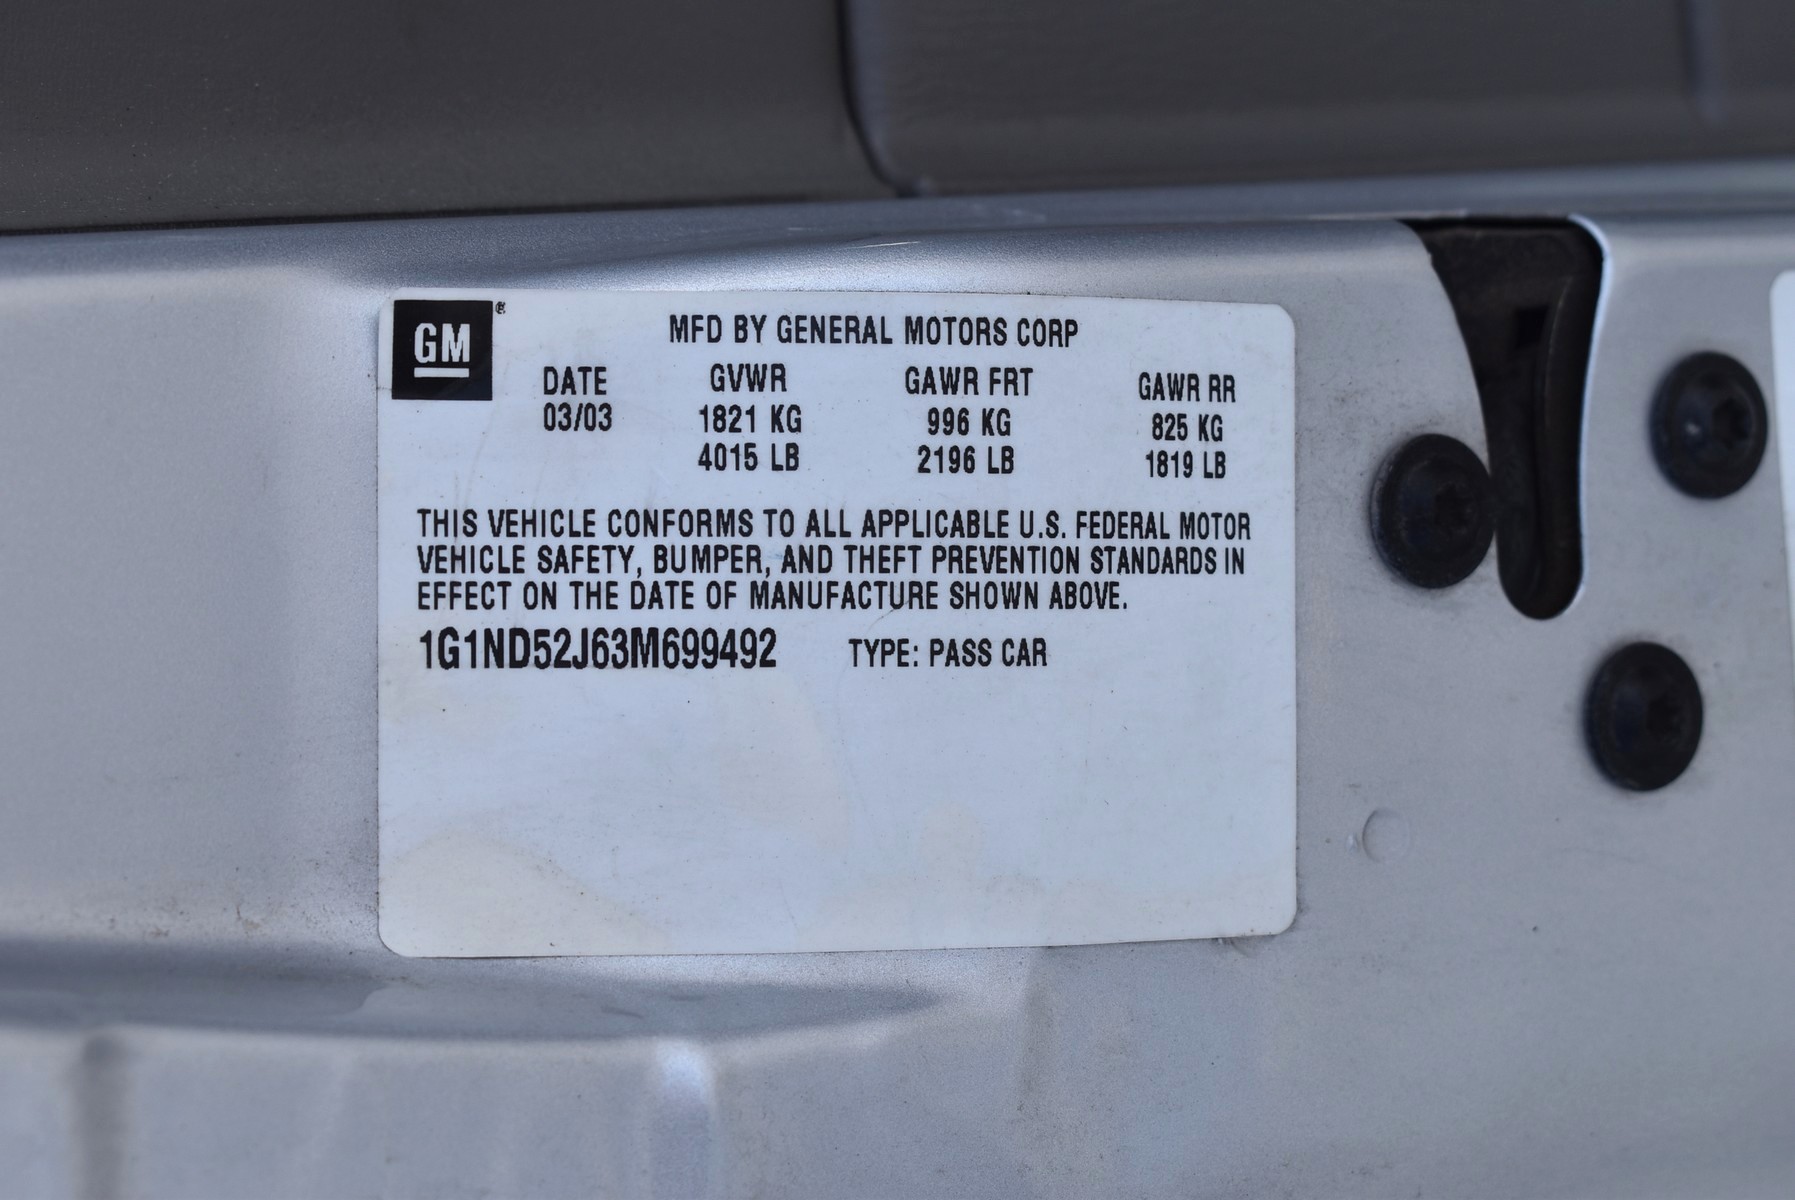 GM ®
MFD BY GENERAL MOTORS CORP
DATE GVWR GAWR FRT GAWR RR
03/03 1821 KG 996 KG 825 KG
4015 LB 2196 LB 1819 LB
THIS VEHICLE CONFORMS TO ALL APPLICABLE U.S. FEDERAL MOTOR
VEHICLE SAFETY, BUMPER, AND THEFT PREVENTION STANDARDS IN
EFFECT ON THE DATE OF MANUFACTURE SHOWN ABOVE.
1G1ND52J63M699492 TYPE: PASS CAR